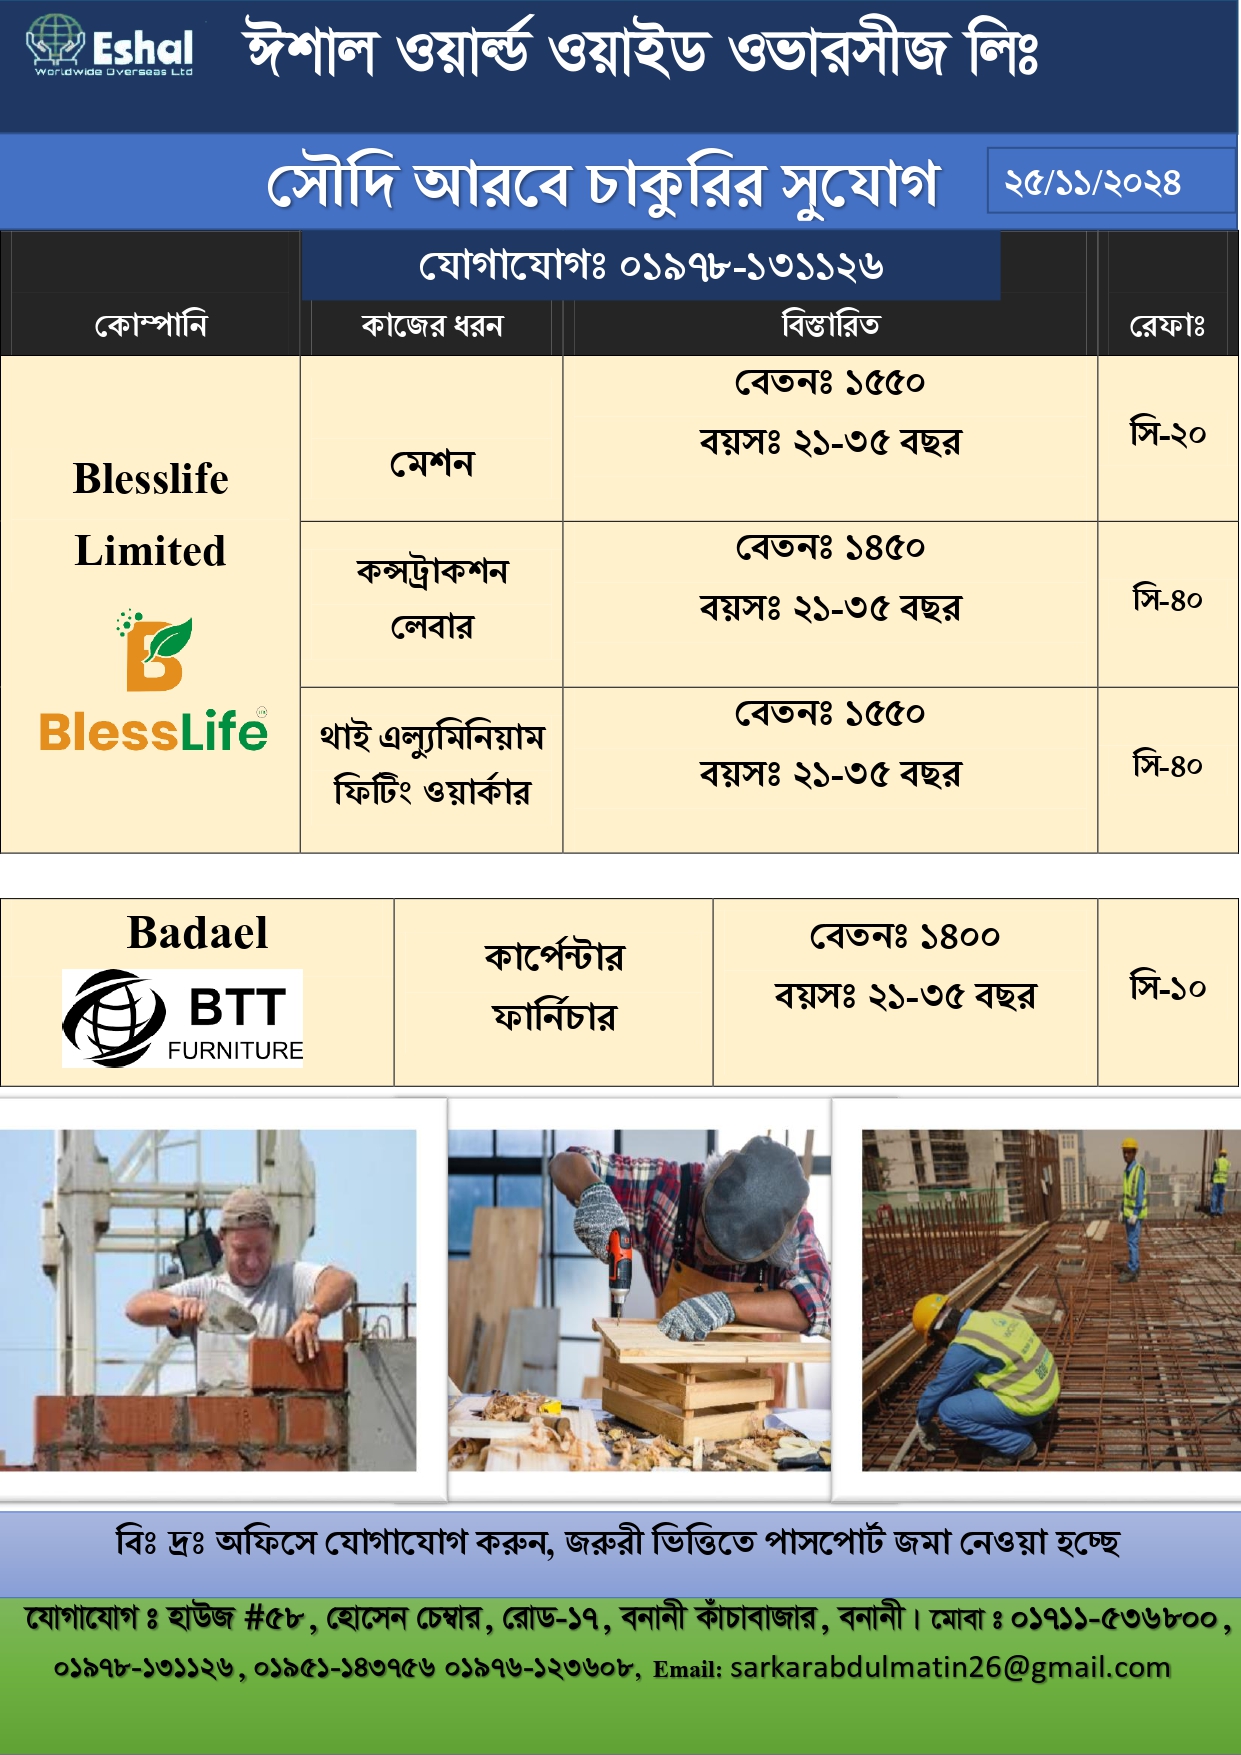 Eshal
Worldwide Overseas Ltd
ঈশাল ওয়ার্ল্ড ওয়াইড ওভারসীজ লিঃ
সৌদি আরবে চাকুরির সুযোগ
২৫/১১/২০২৪
যোগাযোগঃ ০১৯৭৮-১৩১১২৬
কোম্পানি কাজের ধরন বিস্তারিত রেফাঃ
Blesslife
Limited
BlessLife
মেশন
বেতনঃ ১৫৫০
বয়সঃ ২১-৩৫ বছর
সি-২০
কন্সট্রাকশন
লেবার
বেতনঃ ১৪৫০
বয়সঃ ২১-৩৫ বছর
সি-৪০
থাই এল্যুমিনিয়াম
ফিটিং ওয়ার্কার
বেতনঃ ১৫৫০
বয়সঃ ২১-৩৫ বছর
সি-৪০
Badael
BTT
FURNITURE
কার্পেন্টার
ফার্নিচার
বেতনঃ ১৪০০
বয়সঃ ২১-৩৫ বছর
সি-১০
বিঃ দ্রঃ অফিসে যোগাযোগ করুন, জরুরী ভিত্তিতে পাসপোর্ট জমা নেওয়া হচ্ছে
যোগাযোগ ঃ হাউজ #৫৮, হোসেন চেম্বার, রোড-১৭, বনানী কাঁচাবাজার, বনানী। মোবা ঃ ০১৭১১-৫৩৬৮০০,
০১৯৭৮-১৩১১২৬, ০১৯৫১-১৪৩৭৫৬ ০১৯৭৬-১২৩৬০৮, Email: sarkarabdulmatin26@gmail.com